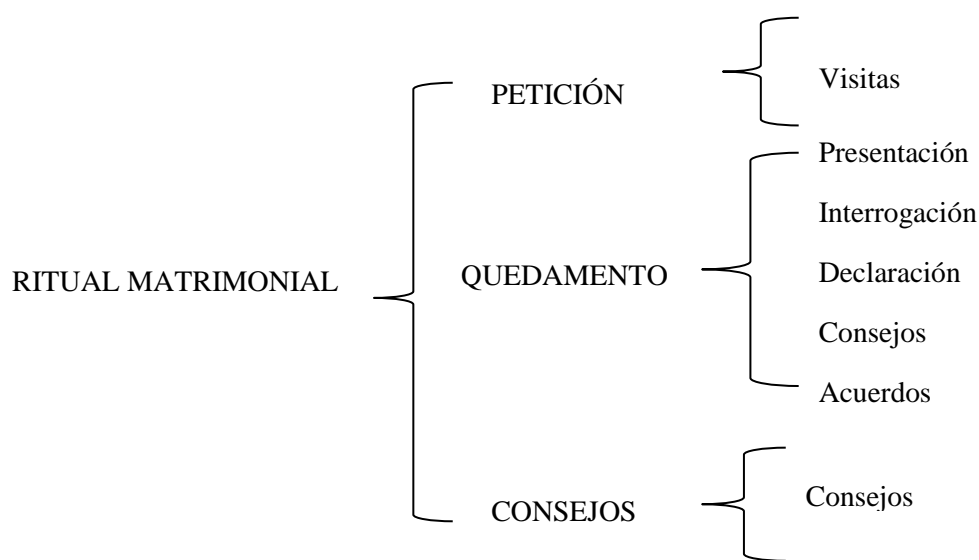 RITUAL MATRIMONIAL
PETICIÓN
Visitas
QUEDAMENTO
Presentación
Interrogación
Declaración
Consejos
Acuerdos
CONSEJOS
Consejos